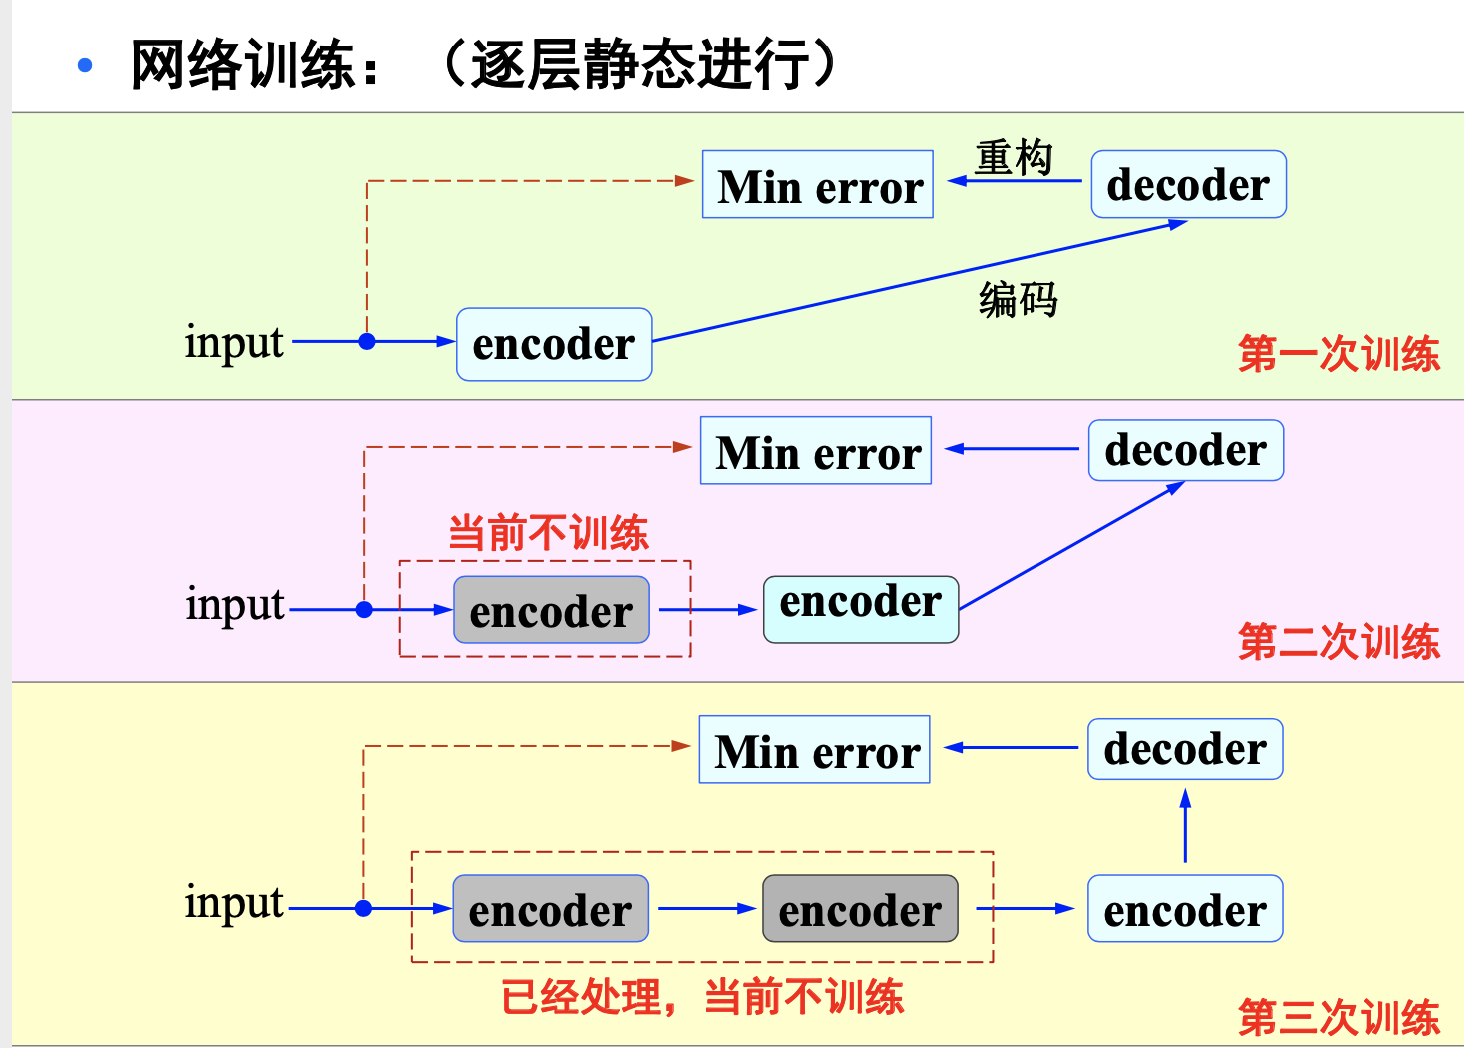 • 网络训练：（逐层静态进行）
Min error
重构
decoder
编码
input
encoder
第一次训练
Min error
decoder
当前不训练
input
encoder
encoder
第二次训练
Min error
decoder
input
encoder
encoder
encoder
已经处理，当前不训练
第三次训练